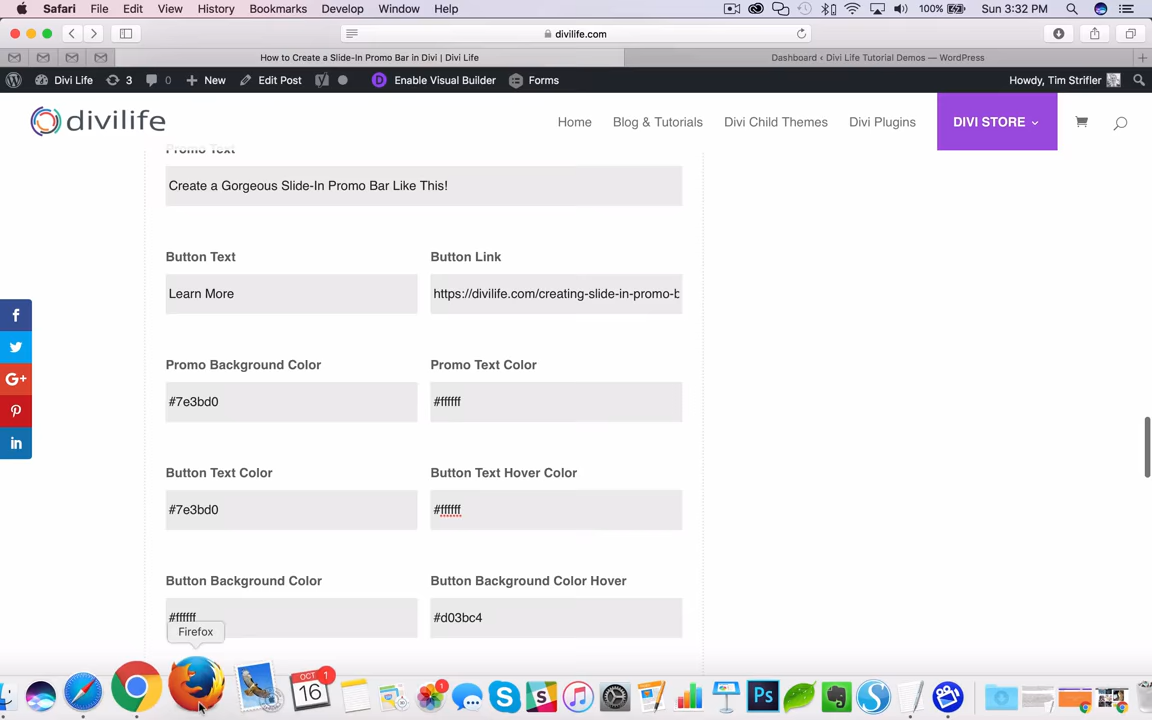 Safari File Edit View History Bookmarks Develop Window Help 100% Sun 3:32 PM
divilife.com
How to Create a Slide-In Promo Bar in Divi | Divi Life Dashboard ‹ Divi Life Tutorial Demos — WordPress
Divi Life 3 0 New Edit Post Enable Visual Builder Forms Howdy, Tim Strifler
divilife Home Blog & Tutorials Divi Child Themes Divi Plugins DIVI STORE
Promo Text
Create a Gorgeous Slide-In Promo Bar Like This!
Button Text Button Link
Learn More https://divilife.com/creating-slide-in-promo-b
Promo Background Color Promo Text Color
#7e3bd0 #ffffff
Button Text Color Button Text Hover Color
#7e3bd0 #ffffff
Button Background Color Button Background Color Hover
#ffffff #d03bc4
Firefox
OCT 16 1 1